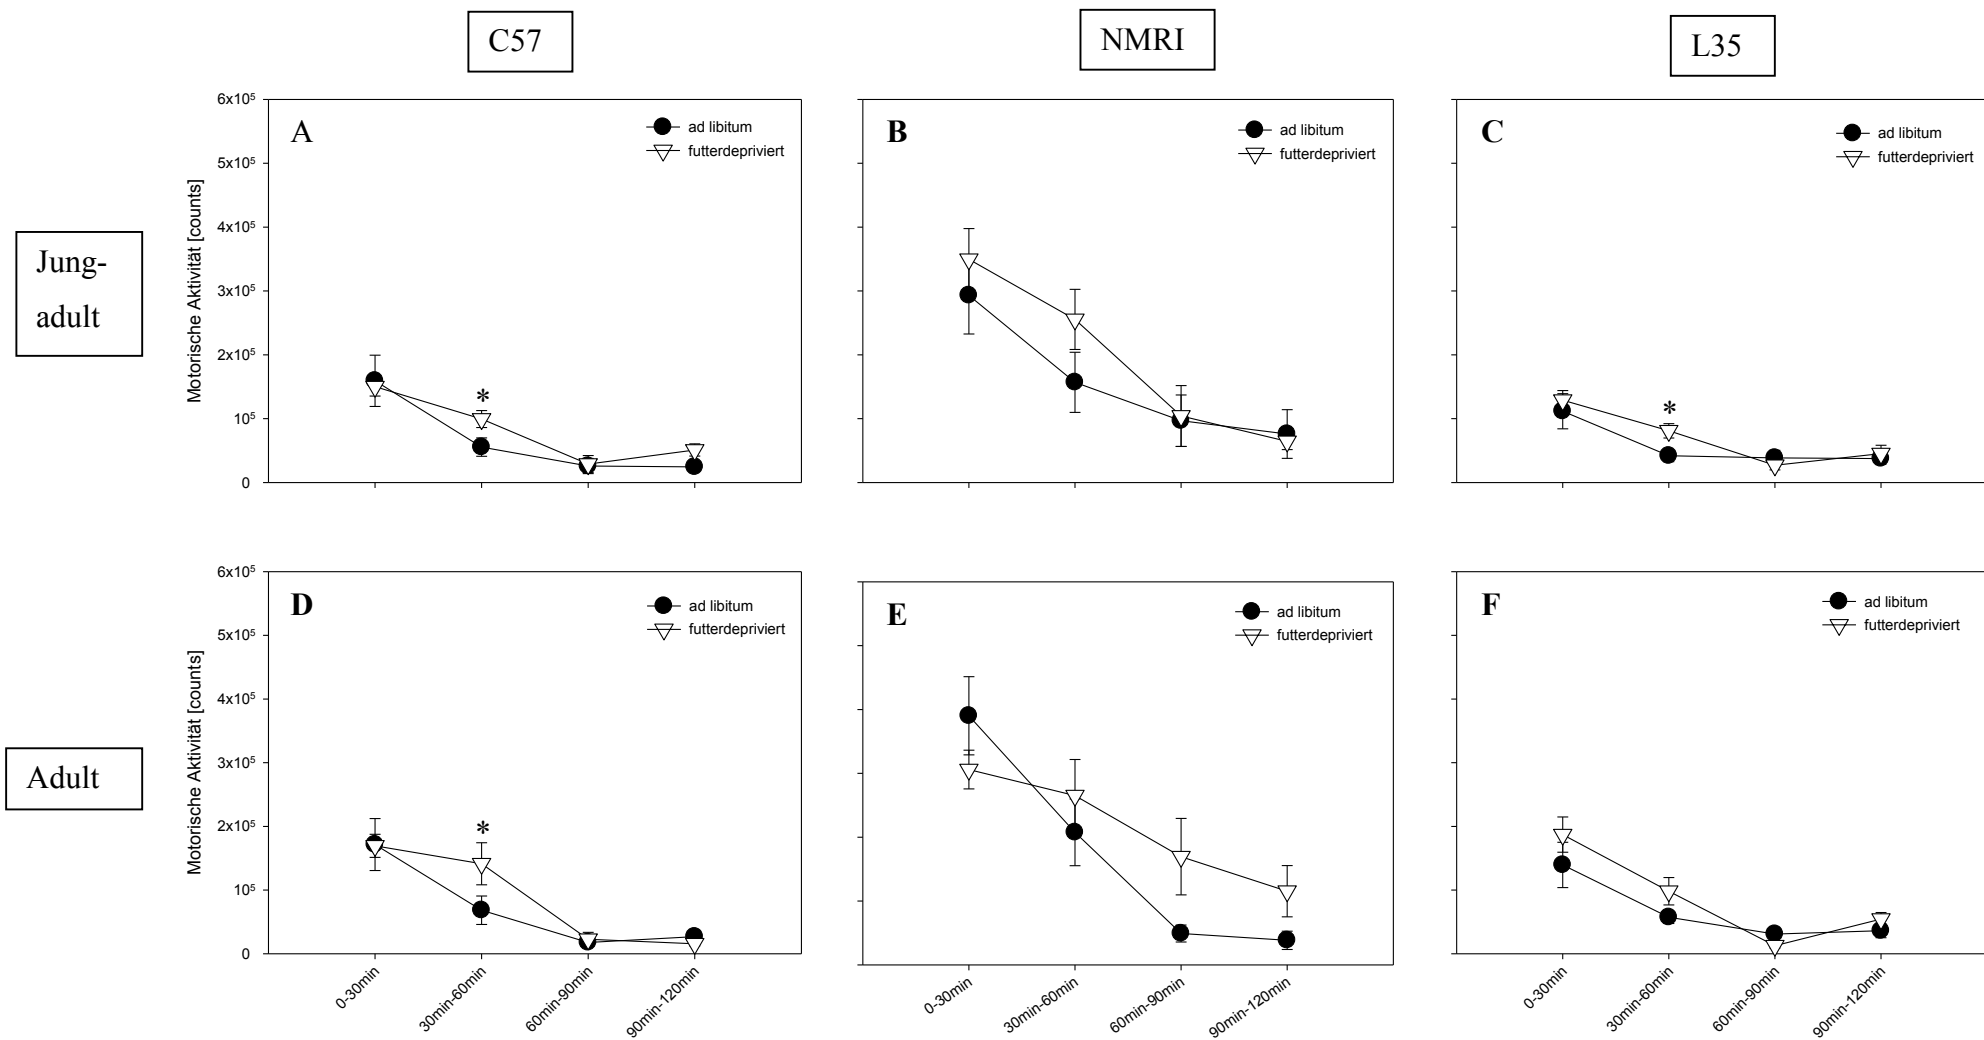 C57
NMRI
L35
Jung-
adult
Adult
Motorische Aktivität [counts]
6x10⁵
5x10⁵
4x10⁵
3x10⁵
2x10⁵
10⁵
0
A
ad libitum
futterdepriviert
*
B
ad libitum
futterdepriviert
C
ad libitum
futterdepriviert
*
Motorische Aktivität [counts]
6x10⁵
5x10⁵
4x10⁵
3x10⁵
2x10⁵
10⁵
0
D
ad libitum
futterdepriviert
*
0-30min
30min-60min
60min-90min
90min-120min
E
ad libitum
futterdepriviert
0-30min
30min-60min
60min-90min
90min-120min
F
ad libitum
futterdepriviert
0-30min
30min-60min
60min-90min
90min-120min